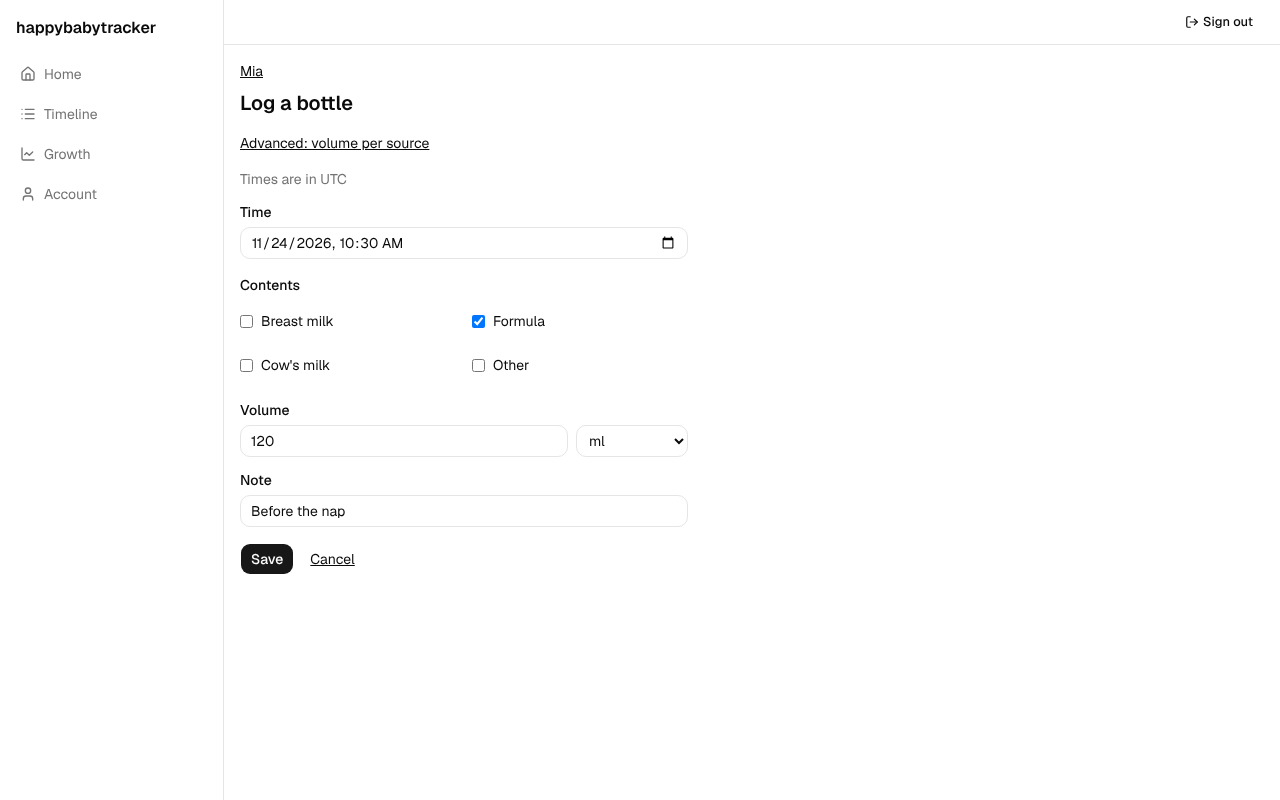 happybabytracker
Sign out
Home
Timeline
Growth
Account
Mia
Log a bottle
Advanced: volume per source
Times are in UTC
Time
11/24/2026, 10:30 AM
Contents
Breast milk
Formula
Cow's milk
Other
Volume
120
ml
Note
Before the nap
Save
Cancel